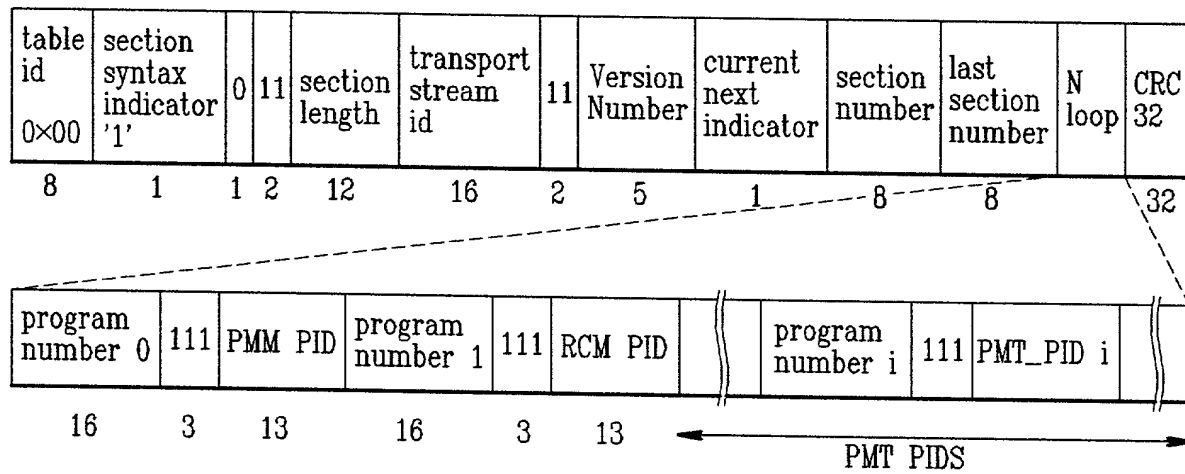 table id 0×00
section syntax indicator '1'
0
11
section length
transport stream id
11
Version Number
current next indicator
section number
last section number
N loop
CRC 32
8 1 1 2 12 16 2 5 1 8 8 32
program number 0
111
PMM PID
program number 1
111
RCM PID
program number i
111
PMT_PID i
16 3 13 16 3 13
PMT PIDS